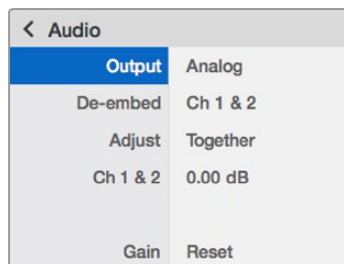 < Audio
Output Analog
De-embed Ch 1 & 2
Adjust Together
Ch 1 & 2 0.00 dB
Gain Reset